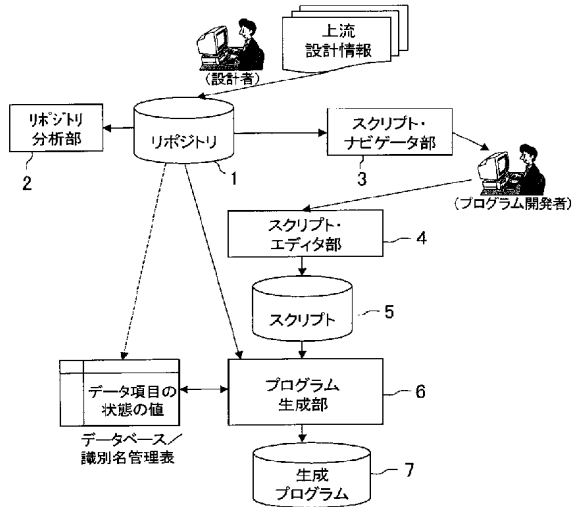 上流
設計情報
(設計者)
リポジトリ
分析部
2
リポジトリ
1
スクリプト・
ナビゲータ部
3
(プログラム開発者)
スクリプト・
エディタ部
4
スクリプト
5
データ項目の
状態の値
データベース/
識別名管理表
プログラム
生成部
6
生成
プログラム
7